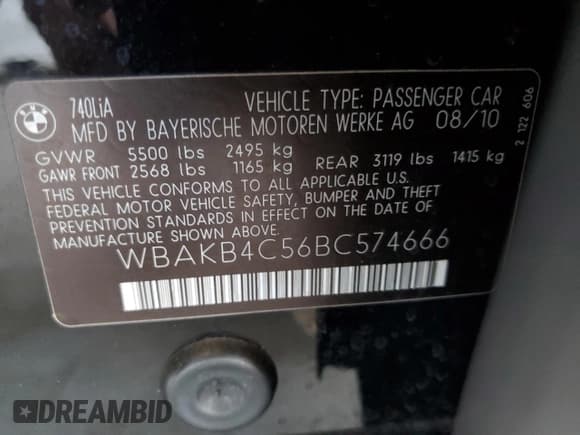 BMW
740LiA VEHICLE TYPE: PASSENGER CAR
MFD BY BAYERISCHE MOTOREN WERKE AG 08/10
GVWR 5500 lbs 2495 kg
GAWR FRONT 2568 lbs 1165 kg REAR 3119 lbs 1415 kg
THIS VEHICLE CONFORMS TO ALL APPLICABLE U.S.
FEDERAL MOTOR VEHICLE SAFETY, BUMPER AND THEFT
PREVENTION STANDARDS IN EFFECT ON THE DATE OF
MANUFACTURE SHOWN ABOVE.
WBAKB4C56BC574666
2 122 606
DREAMBID